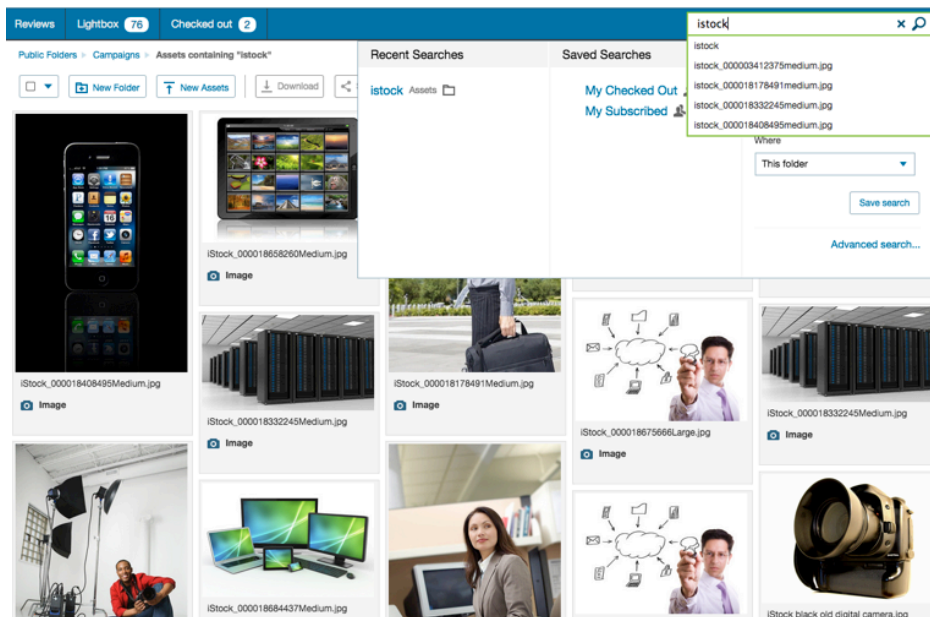 Reviews Lightbox 76 Checked out 2
istock
Public Folders Campaigns Assets containing "istock"
Recent Searches Saved Searches
istock
istock_000003412375medium.jpg
istock_000018178491medium.jpg
istock_000018332245medium.jpg
istock_000018408495medium.jpg
New Folder New Assets Download
istock Assets
My Checked Out
My Subscribed
Where
This folder
Save search
Advanced search...
iStock_000018658260Medium.jpg
Image
iStock_000018408495Medium.jpg
Image
iStock_000018178491Medium.jpg
Image
iStock_000018332245Medium.jpg
Image
iStock_000018675666Large.jpg
Image
iStock_000018332245Medium.jpg
Image
iStock_000018684437Medium.jpg
iStock black old digital camera.jpg